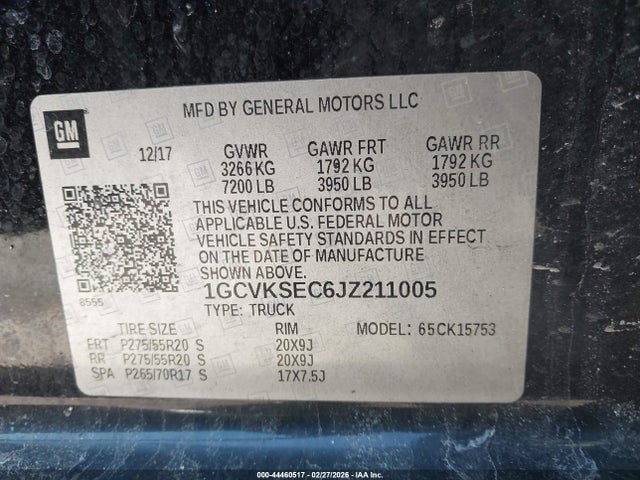 MFD BY GENERAL MOTORS LLC
GM
12/17 GVWR GAWR FRT GAWR RR
3266 KG 1792 KG 1792 KG
7200 LB 3950 LB 3950 LB
THIS VEHICLE CONFORMS TO ALL
APPLICABLE U.S. FEDERAL MOTOR
VEHICLE SAFETY STANDARDS IN EFFECT
ON THE DATE OF MANUFACTURE
SHOWN ABOVE.
8555
1GCVKSEC6JZ211005
TYPE: TRUCK
TIRE SIZE RIM MODEL: 65CK15753
FRT P275/55R20 S 20X9J
RR P275/55R20 S 20X9J
SPA P265/70R17 S 17X7.5J
000-44460517 - 02/27/2026 - Copyright IAA, Inc.